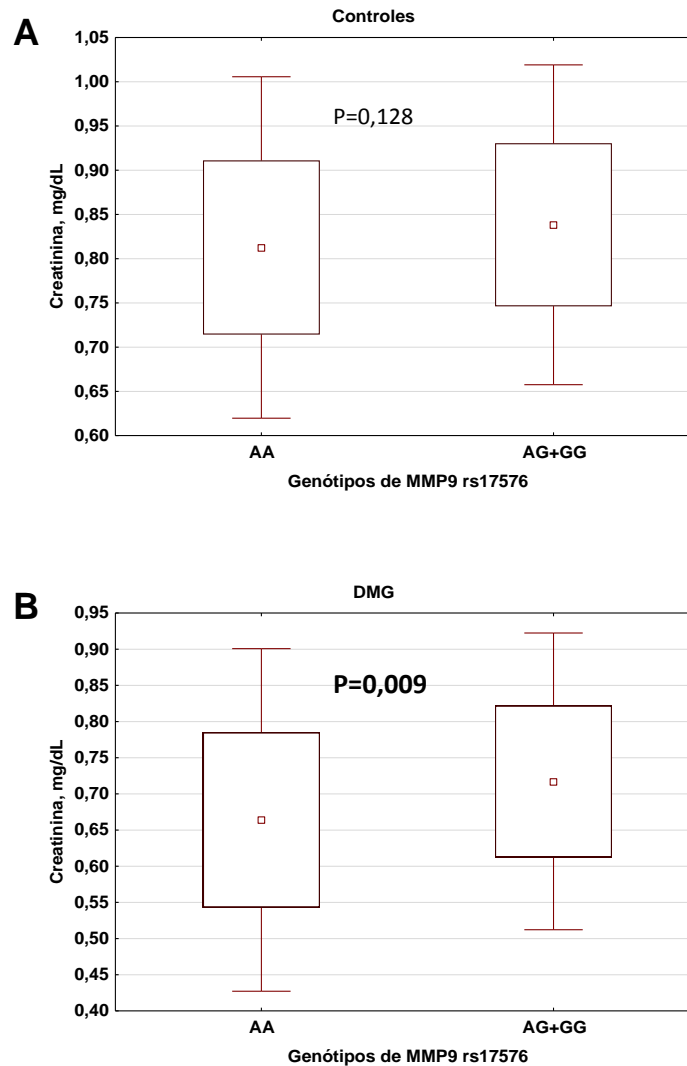 A
Controles
1,05
1,00
0,95
0,90
0,85
0,80
0,75
0,70
0,65
0,60
Creatinina, mg/dL
P=0,128
AA
AG+GG
Genótipos de MMP9 rs17576
B
DMG
0,95
0,90
0,85
0,80
0,75
0,70
0,65
0,60
0,55
0,50
0,45
0,40
Creatinina, mg/dL
P=0,009
AA
AG+GG
Genótipos de MMP9 rs17576